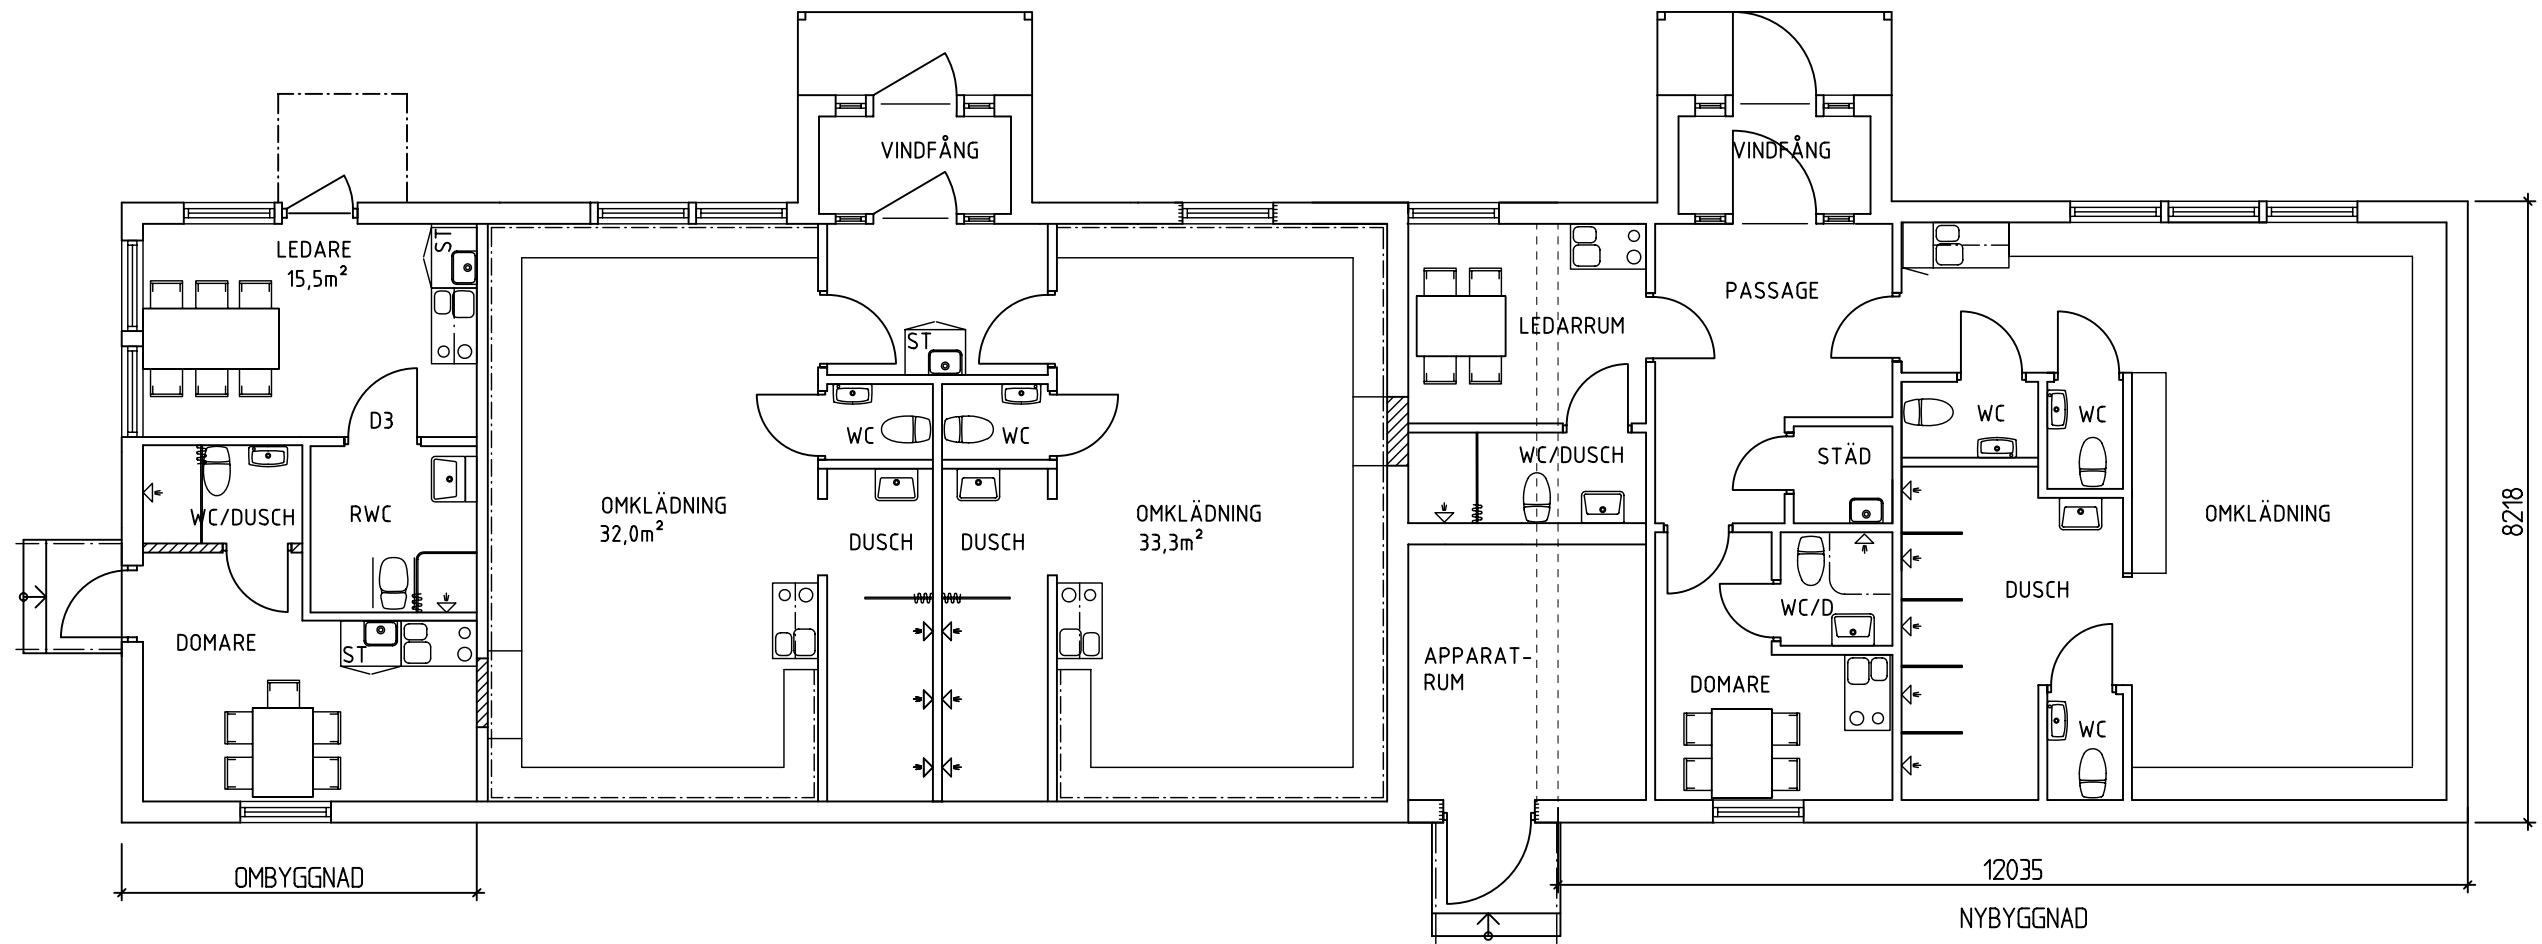 VINDFÅNG
VINDFÅNG
LEDARE
15,5m²
ST
PASSAGE
LEDARRUM
ST
D3
WC
WC
WC
WC
WC/DUSCH
STÄD
WC/DUSCH
RWC
OMKLÄDNING
32,0m²
OMKLÄDNING
33,3m²
OMKLÄDNING
8218
DUSCH
DUSCH
DUSCH
WC/D
DOMARE
ST
APPARAT-
RUM
DOMARE
WC
OMBYGGNAD
12035
NYBYGGNAD